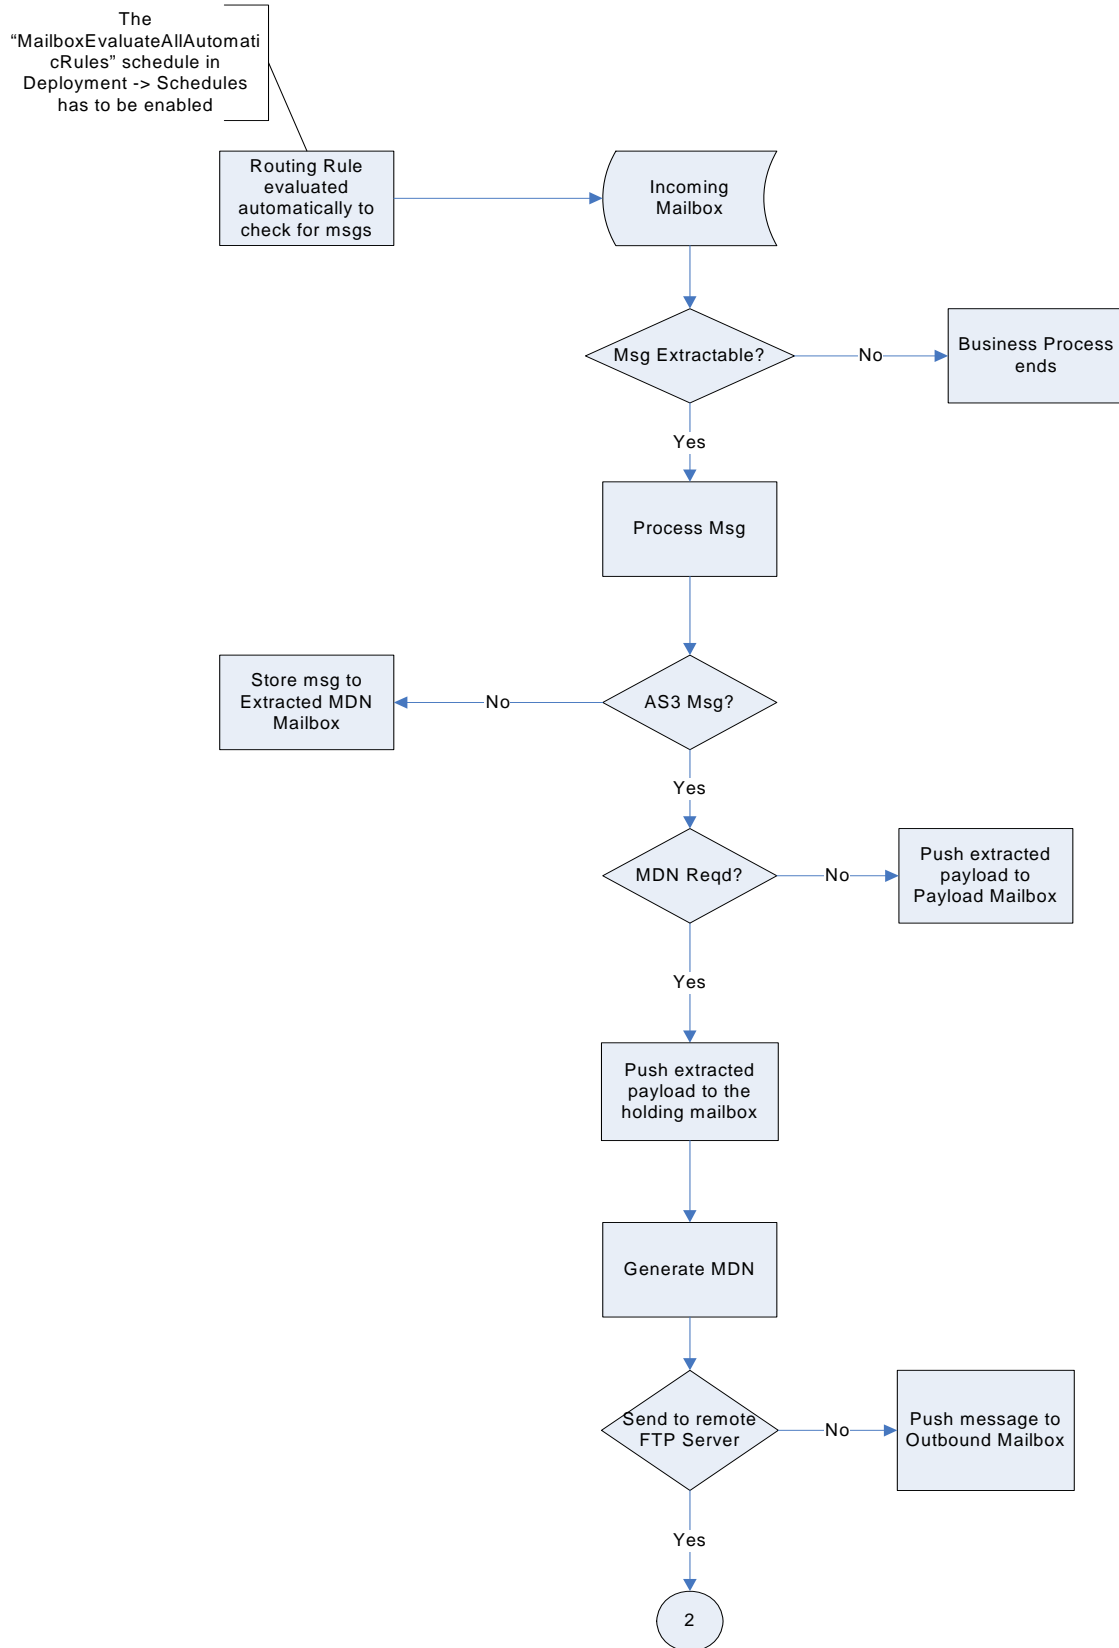 The
“MailboxEvaluateAllAutomati
cRules” schedule in
Deployment -> Schedules
has to be enabled
Routing Rule
evaluated
automatically to
check for msgs
Incoming
Mailbox
Msg Extractable?
No
Business Process
ends
Yes
Process Msg
AS3 Msg?
No
Store msg to
Extracted MDN
Mailbox
Yes
MDN Reqd?
No
Push extracted
payload to
Payload Mailbox
Yes
Push extracted
payload to the
holding mailbox
Generate MDN
Send to remote
FTP Server
No
Push message to
Outbound Mailbox
Yes
2